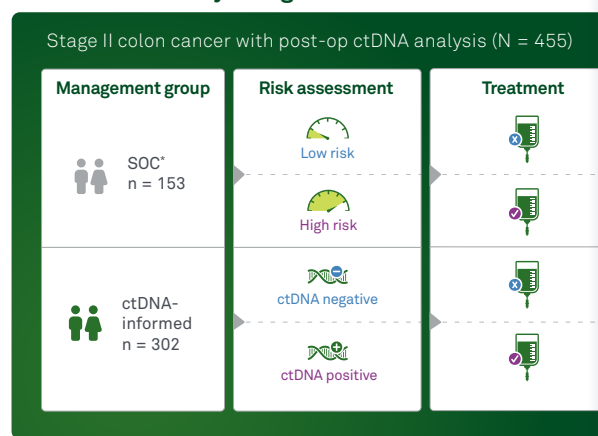 Stage II colon cancer with post-op ctDNA analysis (N = 455)
Management group
Risk assessment
Treatment
SOC*
n = 153
Low risk
High risk
ctDNA-
informed
n = 302
ctDNA negative
ctDNA positive